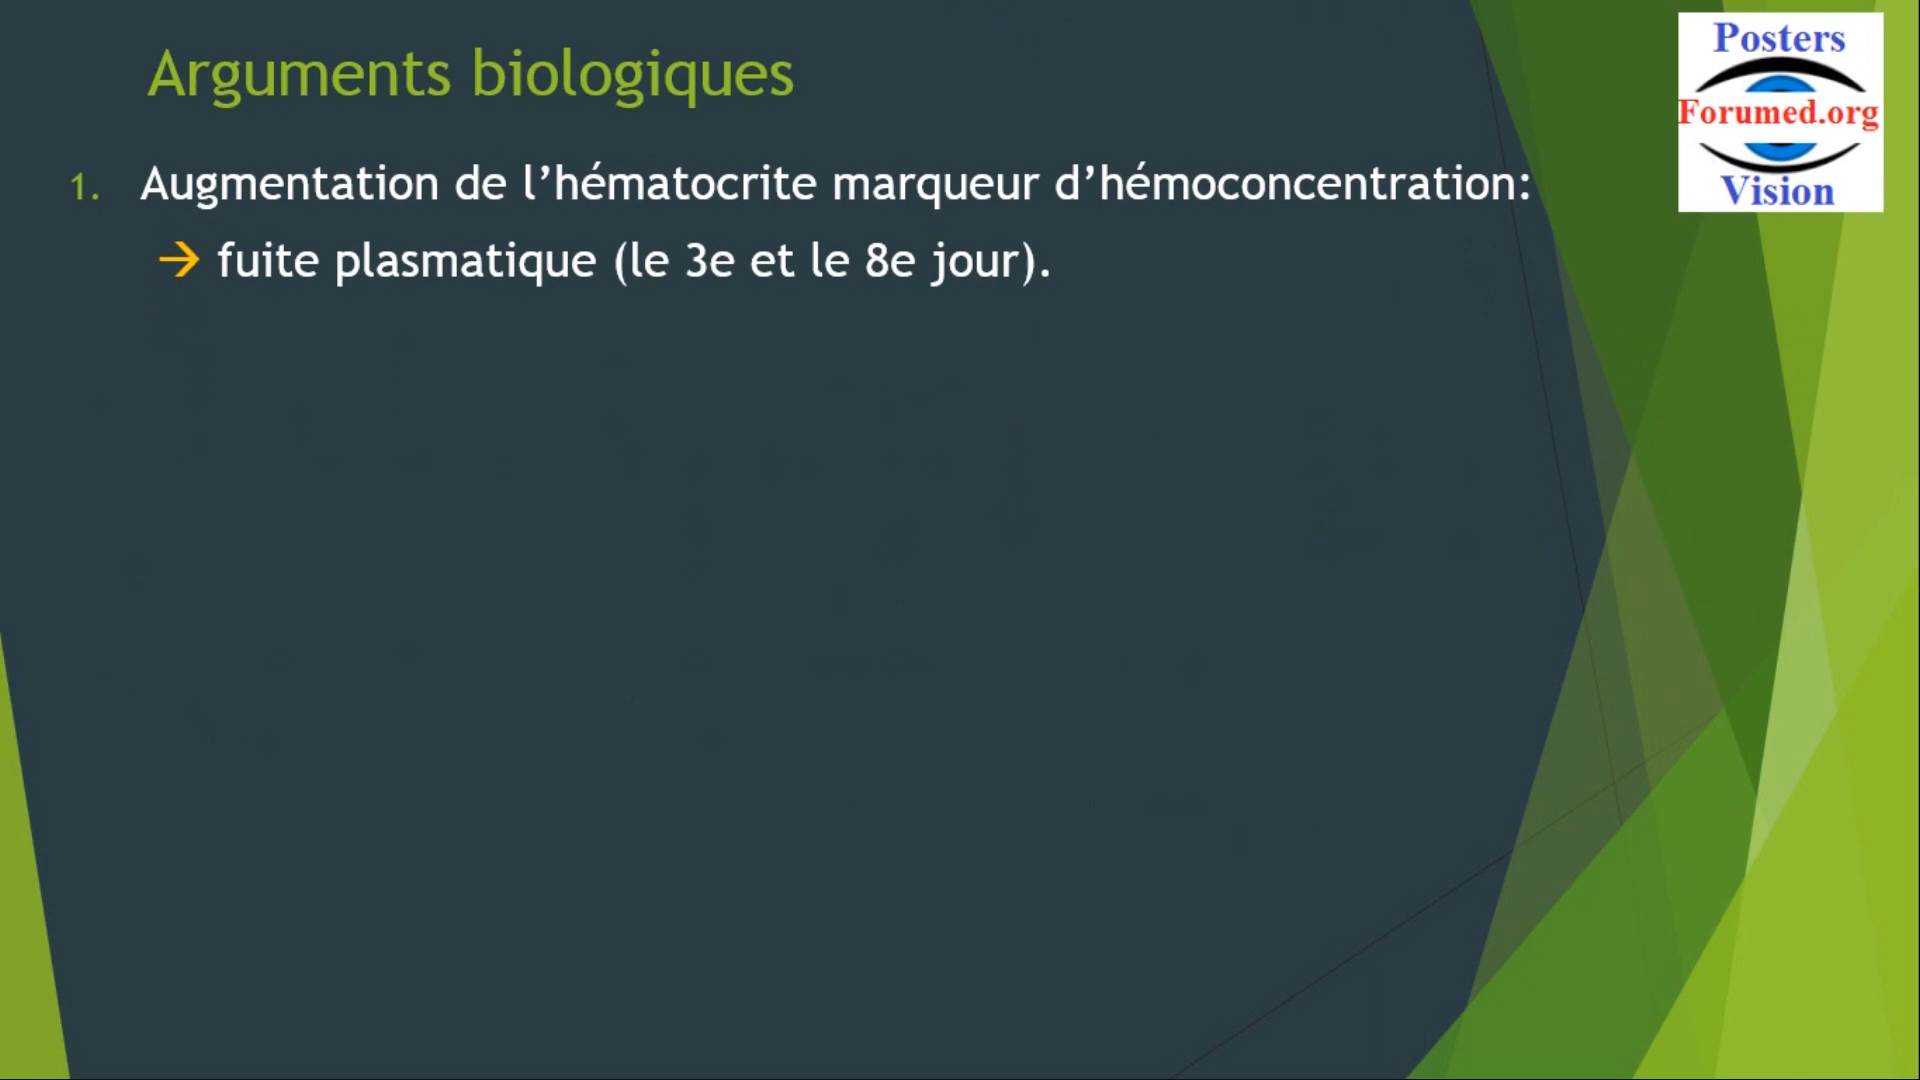 Arguments biologiques
Posters
Forumed.org
Vision
1. Augmentation de l’hématocrite marqueur d’hémoconcentration:
→ fuite plasmatique (le 3e et le 8e jour).